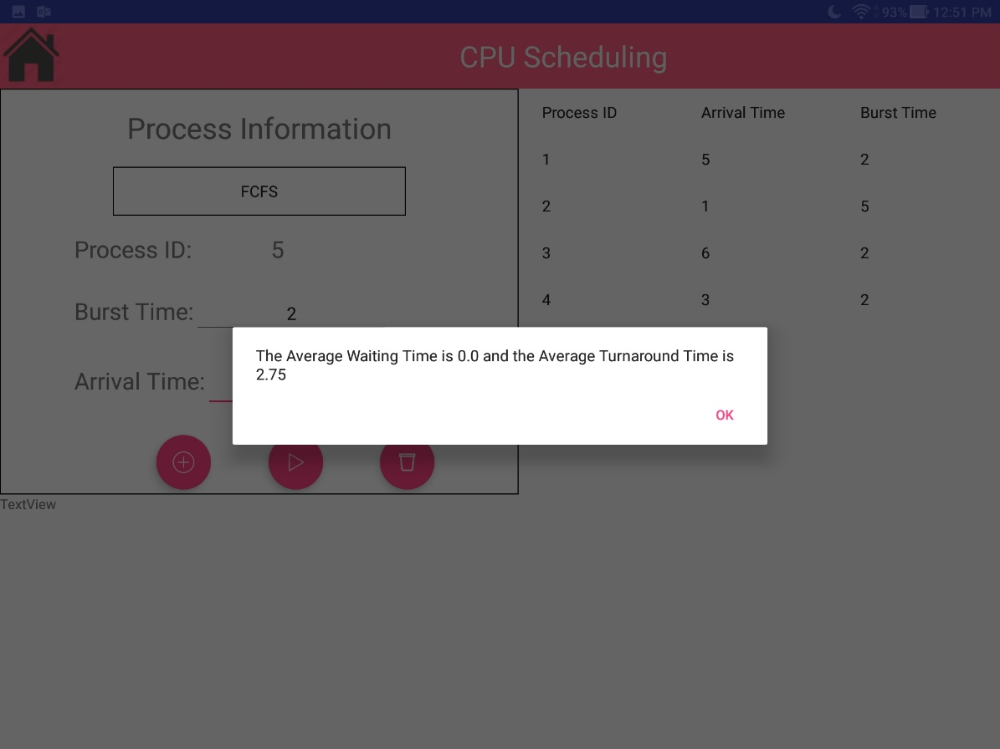 93% 12:51 PM
CPU Scheduling
Process Information
FCFS
Process ID: 5
Burst Time: 2
Arrival Time:
Process ID Arrival Time Burst Time
1 5 2
2 1 5
3 6 2
4 3 2
The Average Waiting Time is 0.0 and the Average Turnaround Time is
2.75
OK
TextView